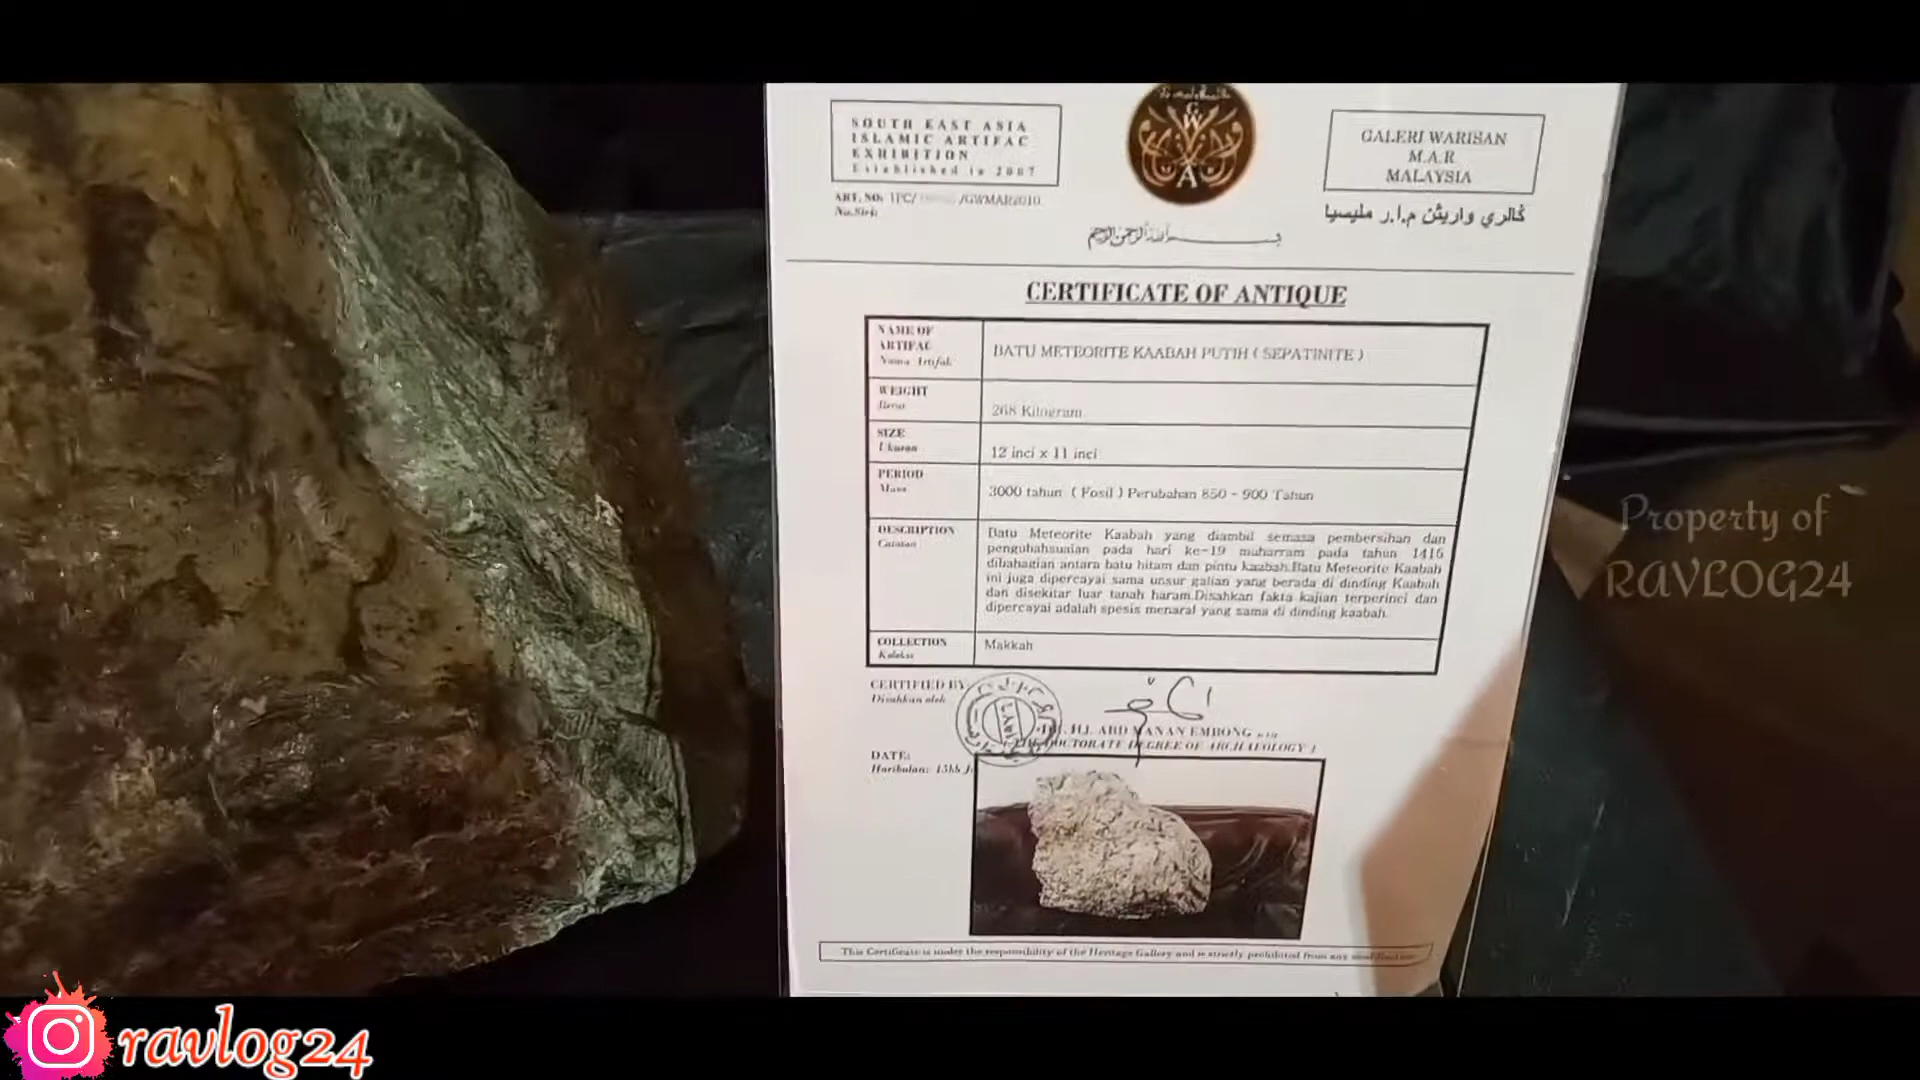 SOUTH EAST ASIA
ISLAMIC ARTIFAC
EXHIBITION
Established in 2007
ART. NO: 1PC/ /GWMAR2010
No.Siri:
G
W
A
GALERI WARISAN
M.A.R
MALAYSIA
ݢالري واريثن م.ا.ر مليسيا
بسم الله الرحمن الرحيم
CERTIFICATE OF ANTIQUE
NAME OF
ARTIFAC
Nama Artifak
BATU METEORITE KAABAH PUTIH ( SEPATINITE )
WEIGHT
Berat
268 Kilogram
SIZE
Ukuran
12 inci x 11 inci
PERIOD
Masa
3000 tahun ( Fosil ) Perubahan 850 - 900 Tahun
DESCRIPTION
Catatan
Batu Meteorite Kaabah yang diambil semasa pembersihan dan
pengubahsuaian pada hari ke-19 muharram pada tahun 1416
dibahagian antara batu hitam dan pintu kaabah.Batu Meteorite Kaabah
ini juga dipercayai sama unsur galian yang berada di dinding Kaabah
dan disekitar luar tanah haram.Disahkan fakta kajian terperinci dan
dipercayai adalah spesis menaral yang sama di dinding kaabah.
COLLECTION
Koleksi
Makkah
CERTIFIED BY:
Disahkan oleh
HJ. ABD MANAN EMBONG
DOCTORATE DEGREE OF ARCHAEOLOGY )
DATE:
Haribulan: 15hb
This Certificate is under the responsibility of the Heritage Gallery and is strictly prohibited from any modification
Property of
RAVLOG24
ravlog24